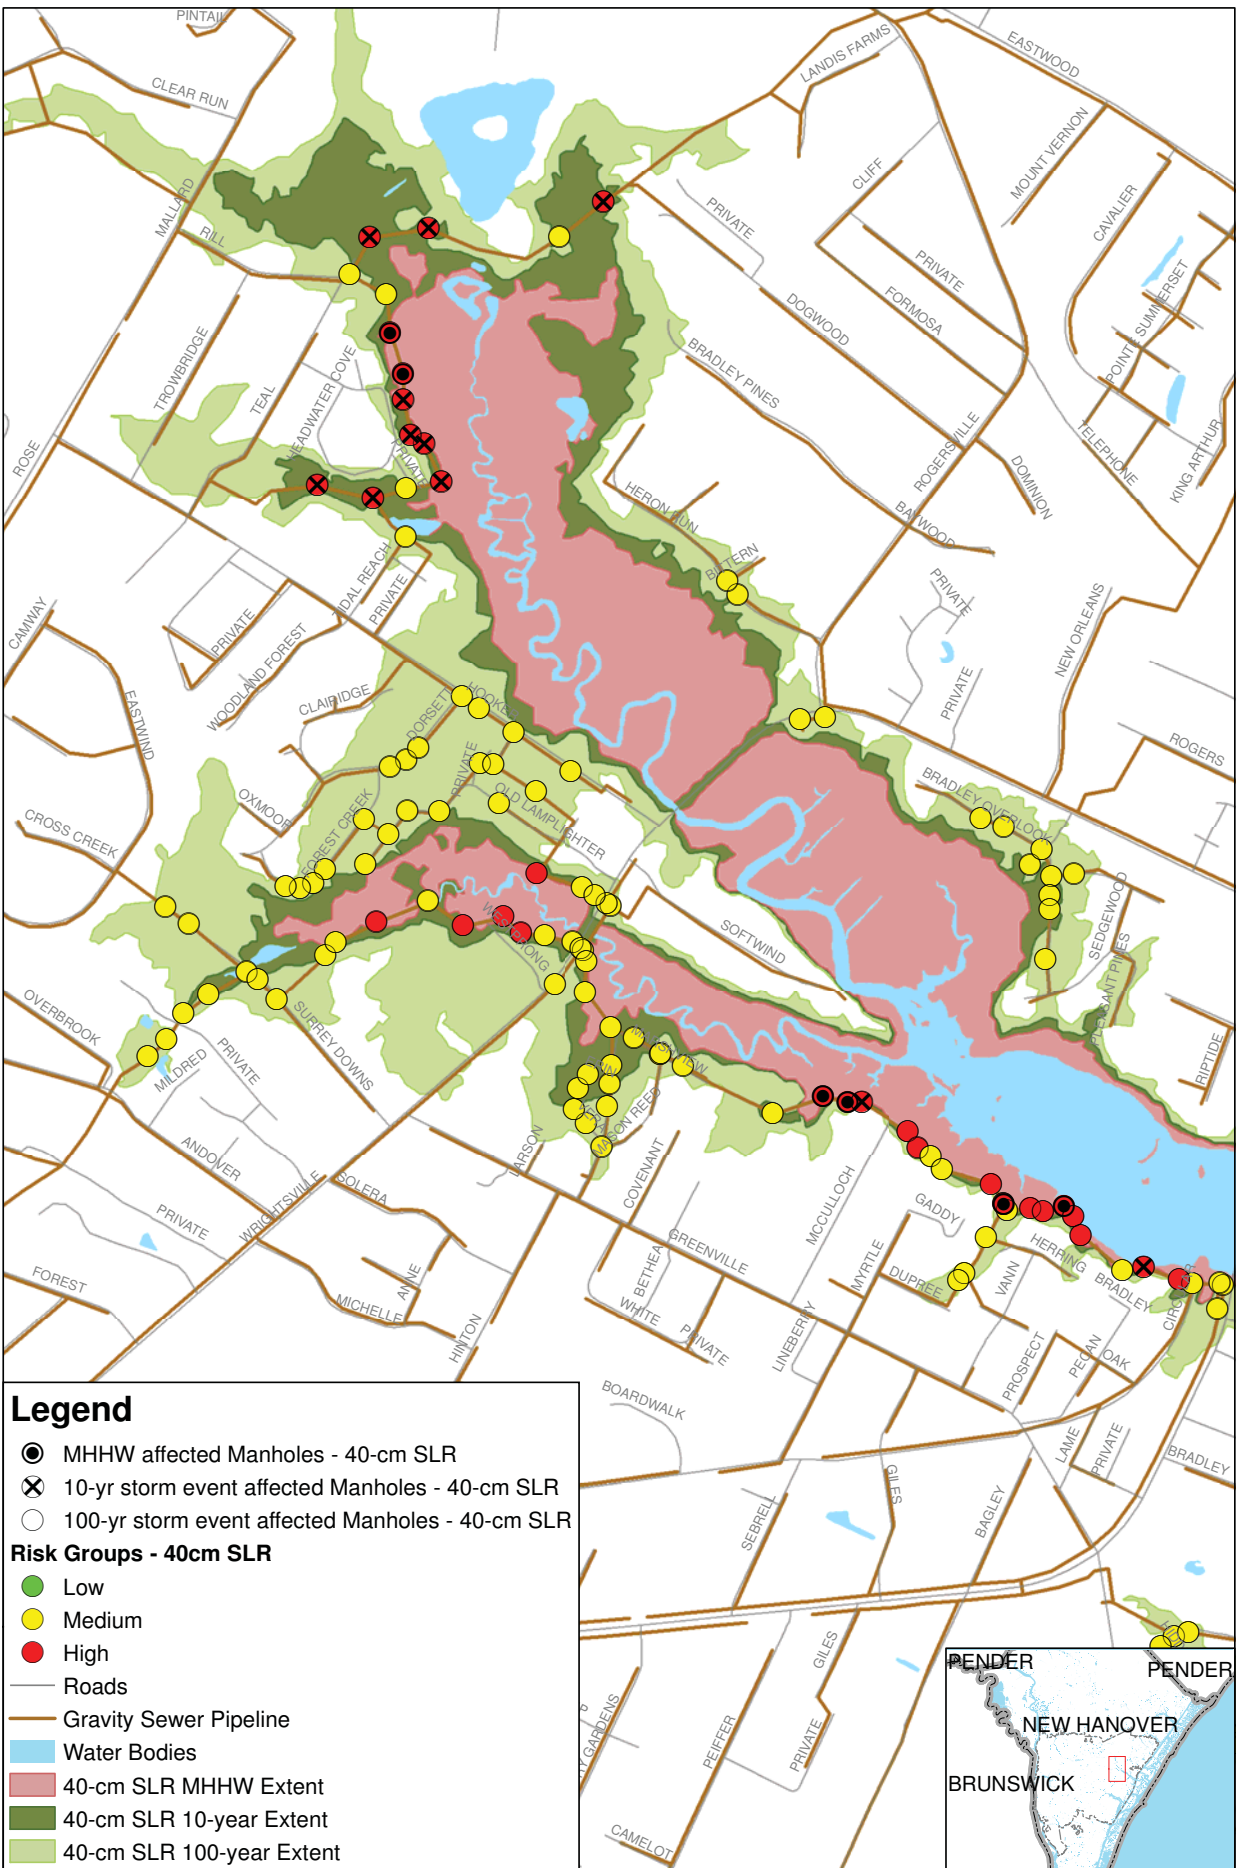 PINTAIL
EASTWOOD
LANDIS FARMS
CLEAR RUN
MOUNT VERNON
CLIFF
MALLARD
CAVALIER
PRIVATE
RILL
PRIVATE
POINTE SUMMERSET
FORMOSA
DOGWOOD
TROWBRIDGE
BRADLEY PINES
TEAL
HEADWATER COVE
ROSE
PRIVATE
ROGERSVILLE
TELEPHONE
KING ARTHUR
DOMINION
HERON RUN
BAYWOOD
BITTERN
TIDAL REACH
PRIVATE
PRIVATE
NEW ORLEANS
CAMWAY
PRIVATE
WOODLAND FOREST
CLAIRIDGE
HOOKER
DORSETT
PRIVATE
EASTWIND
ROGERS
PRIVATE
BRADLEY OVERLOOK
OXMOOR
FOREST CREEK
OLD LAMPLIGHTER
CROSS CREEK
SEDGEWOOD
WESTRONG
SOFTWIND
PLEASANT PINES
OVERBROOK
SURREY DOWNS
PRIVATE
MILDRED
MARSHVIEW
RIPTIDE
MASON REED
ANDOVER
LARSON
COVENANT
SOLERA
WRIGHTSVILLE
MCCULLOCH
GADDY
PRIVATE
GREENVILLE
HERRING
BETHEA
MYRTLE
DUPREE
VANN
BRADLEY
CIRCULAR
FOREST
ANNE
MICHELLE
WHITE
PRIVATE
LINEBERRY
HINTON
PROSPECT
PECAN
OAK
BOARDWALK
LAME
PRIVATE
BRADLEY
GILES
SEBRELL
BAGLEY
GILES
PEIFFER
PRIVATE
RY GARDENS
CAMELOT
Legend
MHHW affected Manholes - 40-cm SLR
10-yr storm event affected Manholes - 40-cm SLR
100-yr storm event affected Manholes - 40-cm SLR
Risk Groups - 40cm SLR
Low
Medium
High
Roads
Gravity Sewer Pipeline
Water Bodies
40-cm SLR MHHW Extent
40-cm SLR 10-year Extent
40-cm SLR 100-year Extent
PENDER
PENDER
NEW HANOVER
BRUNSWICK